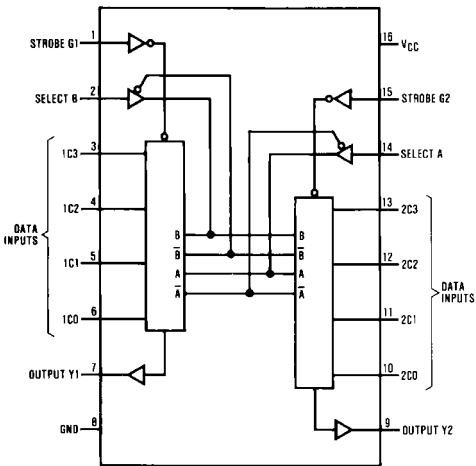 1
STROBE G1
2
SELECT B
3
1C3
4
1C2
DATA
INPUTS
5
1C1
6
1C0
7
OUTPUT Y1
8
GND
16
VCC
15
STROBE G2
14
SELECT A
13
2C3
12
2C2
DATA
INPUTS
11
2C1
10
2C0
9
OUTPUT Y2
B
B̅
A
A̅
B
B̅
A
A̅